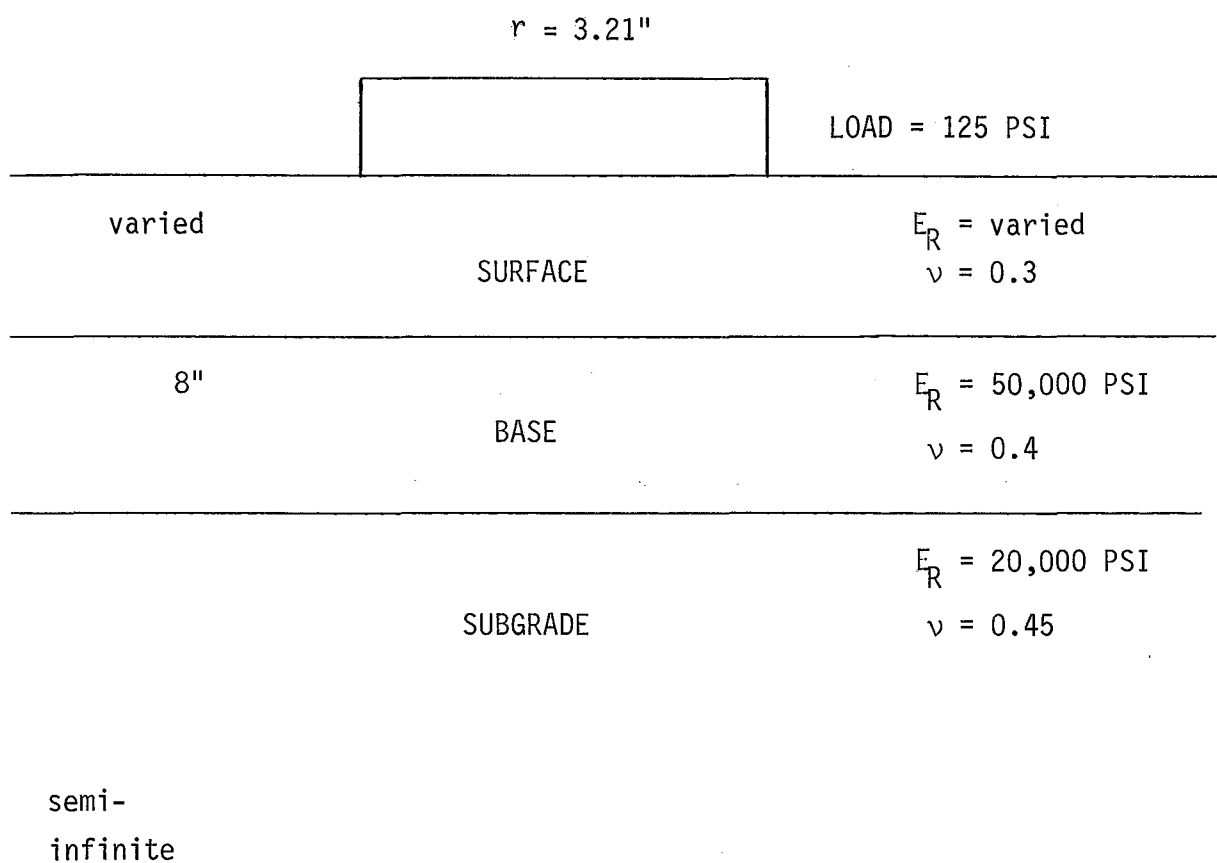 r = 3.21"
LOAD = 125 PSI
varied
E_R = varied
SURFACE
ν = 0.3
8"
E_R = 50,000 PSI
BASE
ν = 0.4
E_R = 20,000 PSI
SUBGRADE
ν = 0.45
semi-
infinite